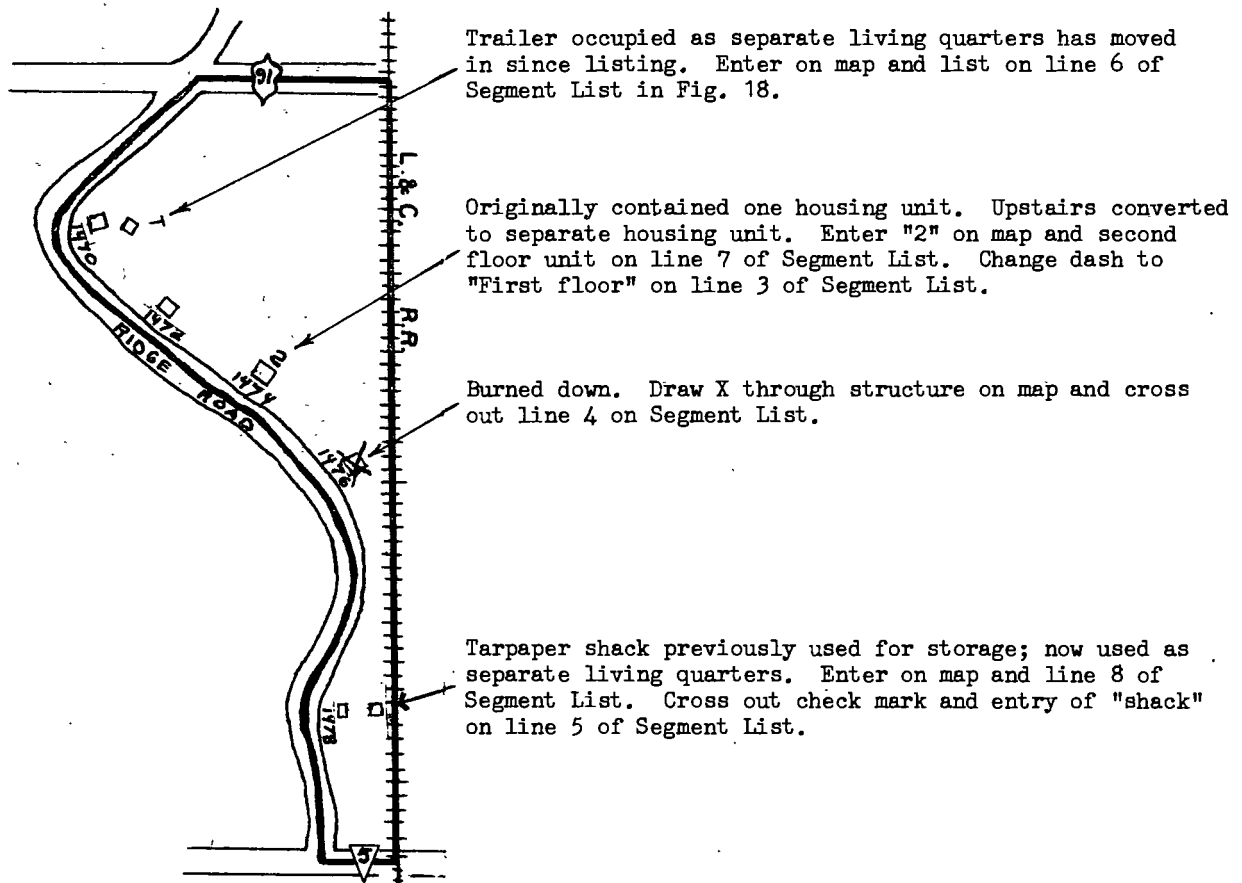 Trailer occupied as separate living quarters has moved
in since listing. Enter on map and list on line 6 of
Segment List in Fig. 18.
Originally contained one housing unit. Upstairs converted
to separate housing unit. Enter "2" on map and second
floor unit on line 7 of Segment List. Change dash to
"First floor" on line 3 of Segment List.
Burned down. Draw X through structure on map and cross
out line 4 on Segment List.
Tarpaper shack previously used for storage; now used as
separate living quarters. Enter on map and line 8 of
Segment List. Cross out check mark and entry of "shack"
on line 5 of Segment List.
91
L. & C. R.R.
T
1470
1472
RIDGE ROAD
2
1474
1476
1478
5